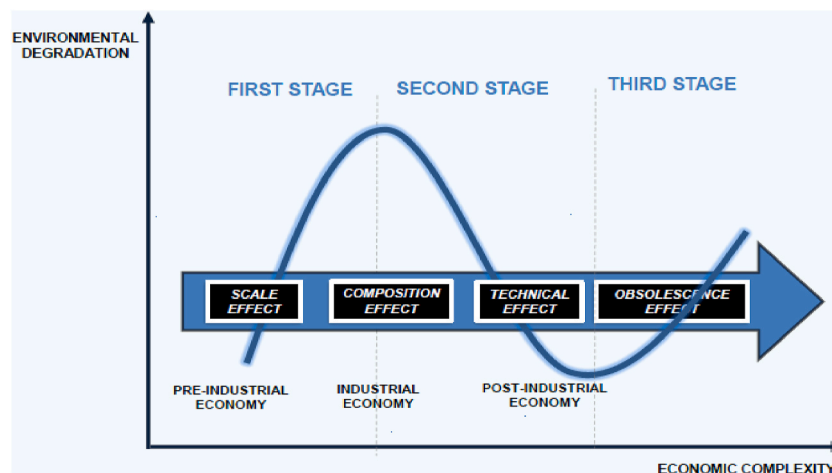 ENVIRONMENTAL
DEGRADATION
FIRST STAGE
SECOND STAGE
THIRD STAGE
SCALE
EFFECT
COMPOSITION
EFFECT
TECHNICAL
EFFECT
OBSOLESCENCE
EFFECT
PRE-INDUSTRIAL
ECONOMY
INDUSTRIAL
ECONOMY
POST-INDUSTRIAL
ECONOMY
ECONOMIC COMPLEXITY